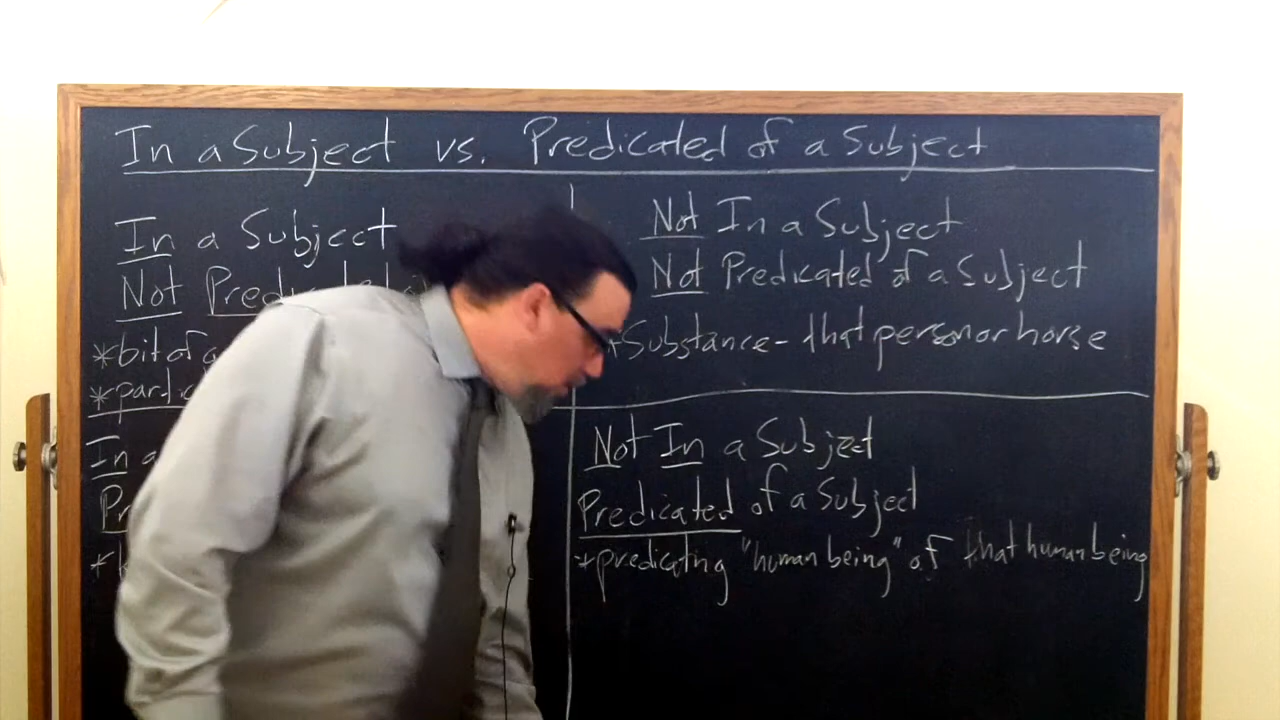 In a Subject vs. Predicated of a Subject
In a Subject
Not
*bit of
In a
*
Not In a Subject
Not Predicated of a Subject
*Substance - that person or horse
Not In a Subject
Predicated of a Subject
*predicating "human being" of that human being